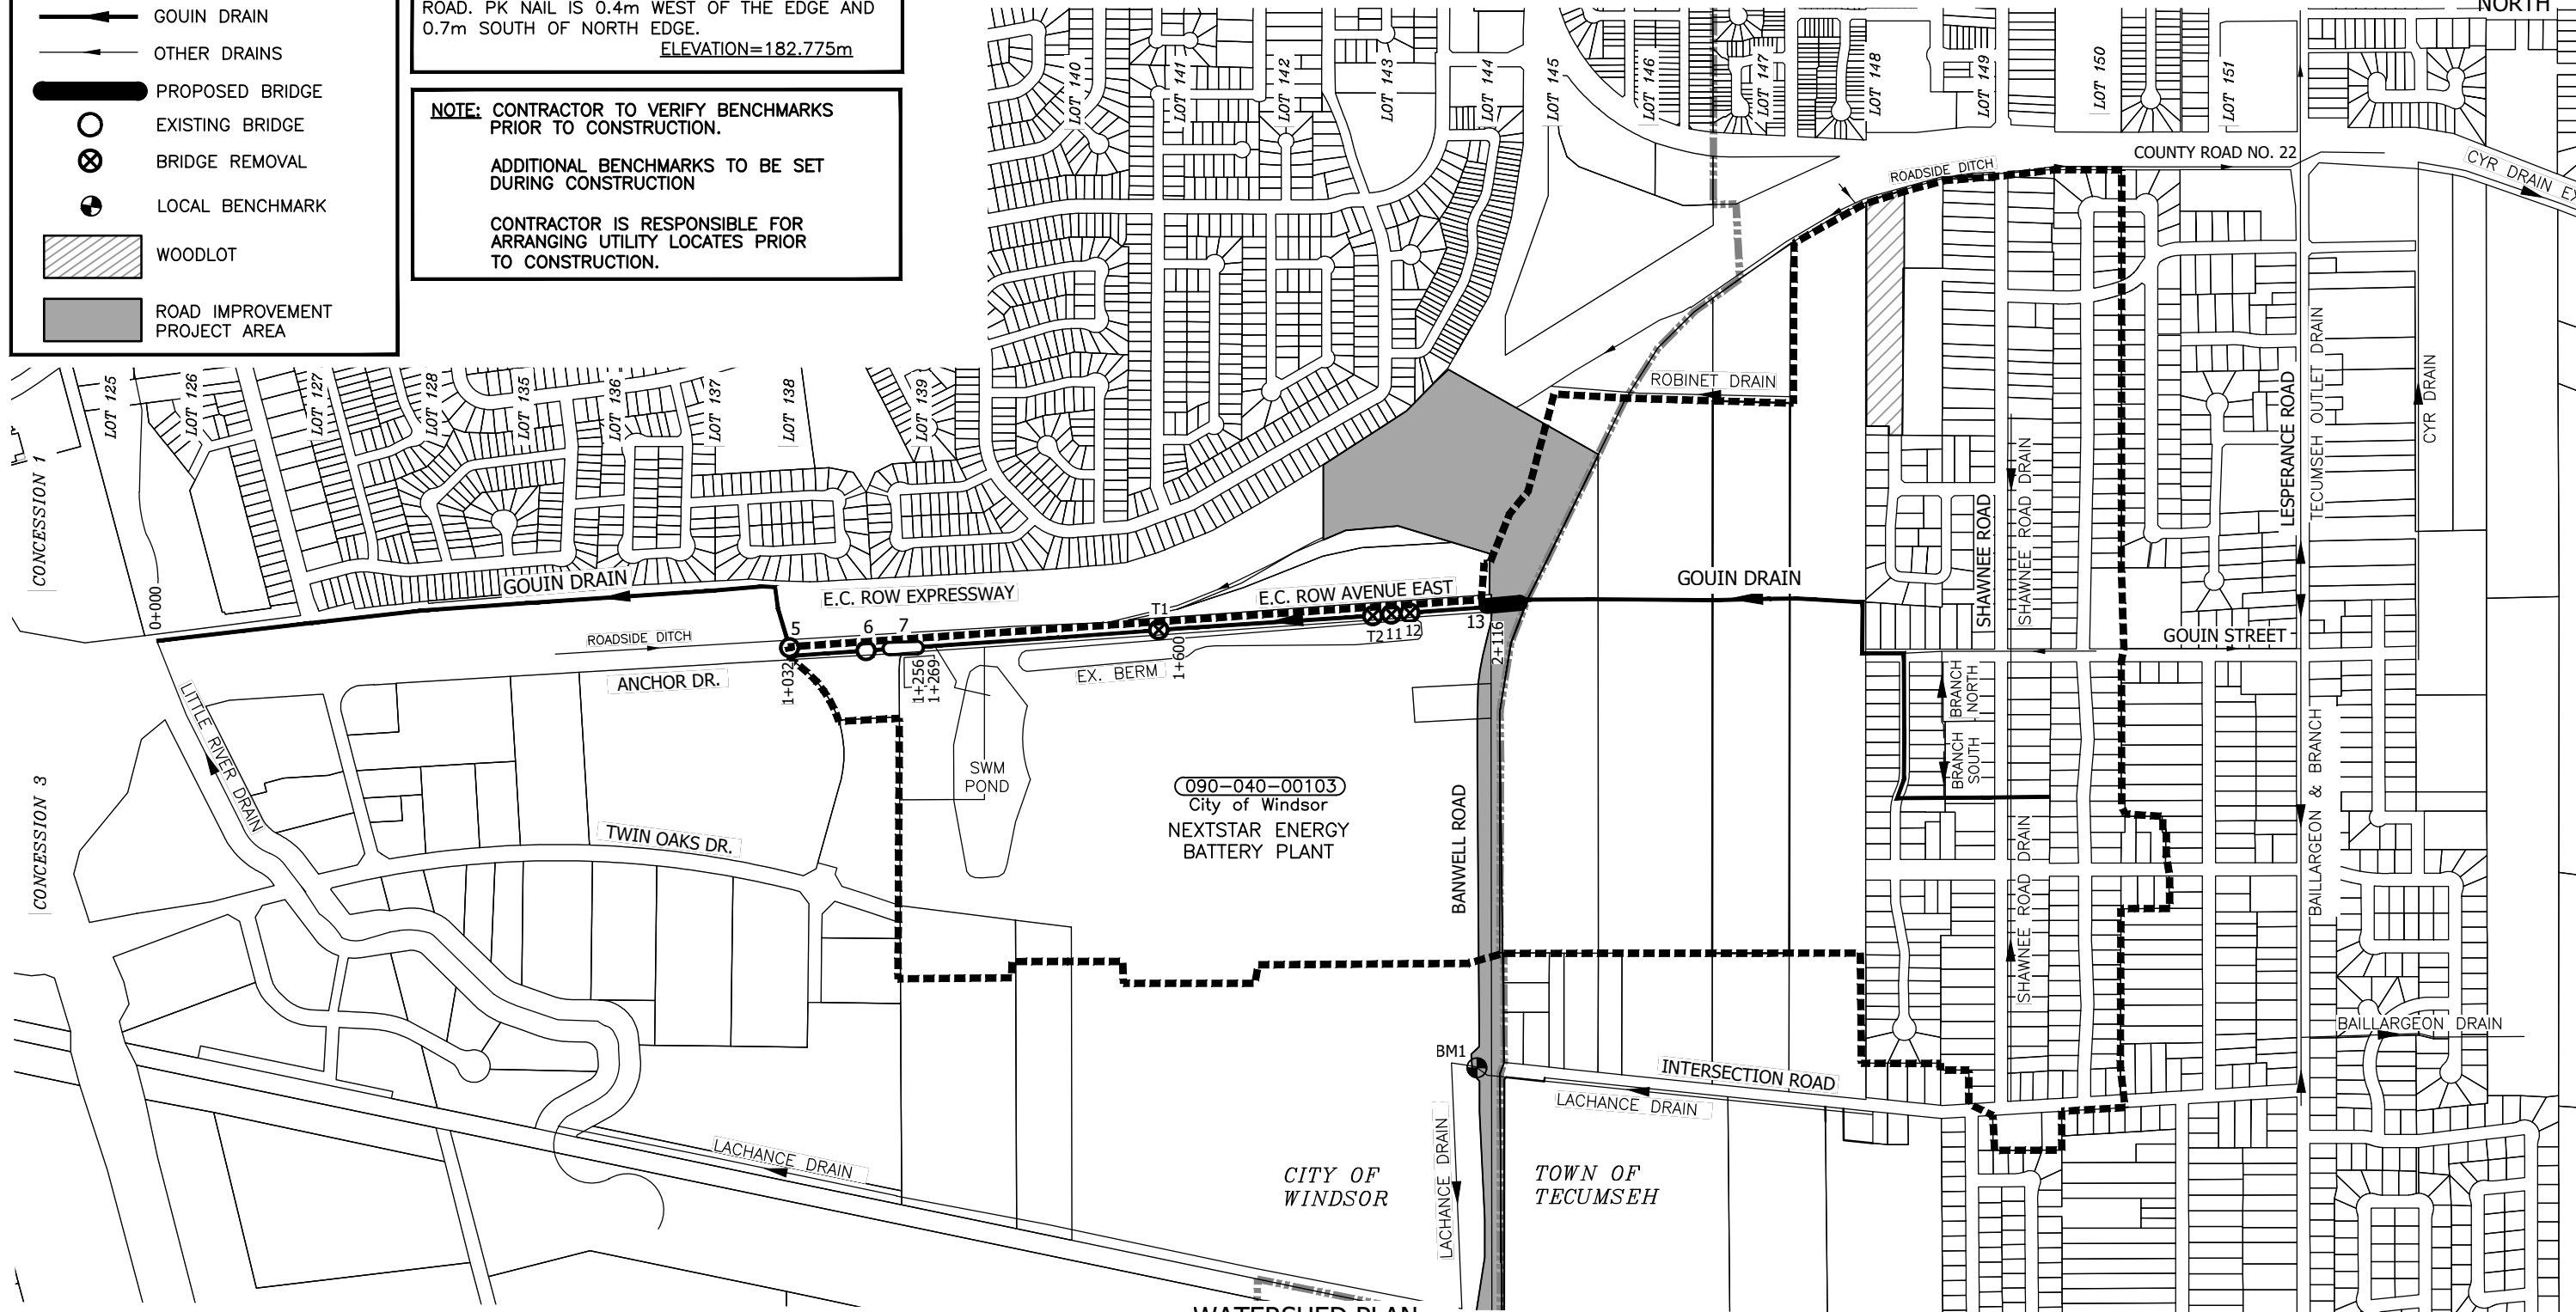 GOUIN DRAIN
OTHER DRAINS
PROPOSED BRIDGE
EXISTING BRIDGE
BRIDGE REMOVAL
LOCAL BENCHMARK
WOODLOT
ROAD IMPROVEMENT
PROJECT AREA
ROAD. PK NAIL IS 0.4m WEST OF THE EDGE AND
0.7m SOUTH OF NORTH EDGE.
ELEVATION=182.775m
NOTE: CONTRACTOR TO VERIFY BENCHMARKS
PRIOR TO CONSTRUCTION.
ADDITIONAL BENCHMARKS TO BE SET
DURING CONSTRUCTION
CONTRACTOR IS RESPONSIBLE FOR
ARRANGING UTILITY LOCATES PRIOR
TO CONSTRUCTION.
NORTH
LOT 140
LOT 141
LOT 142
LOT 143
LOT 144
LOT 145
LOT 146
LOT 147
LOT 148
LOT 149
LOT 150
LOT 151
COUNTY ROAD NO. 22
ROADSIDE DITCH
CYR DRAIN
LOT 125
LOT 126
LOT 127
LOT 128
LOT 135
LOT 136
LOT 137
LOT 138
LOT 139
ROBINET DRAIN
LESPERANCE ROAD
TECUMSEH OUTLET DRAIN
CYR DRAIN
CONCESSION 1
SHAWNEE ROAD
SHAWNEE ROAD DRAIN
0+000
GOUIN DRAIN
E.C. ROW EXPRESSWAY
E.C. ROW AVENUE EAST
GOUIN DRAIN
T1
5
6
7
13
T2
11
12
ROADSIDE DITCH
GOUIN STREET
1+032
1+256
1+269
1+600
2+116
ANCHOR DR.
EX. BERM
LITTLE RIVER DRAIN
BRANCH
NORTH
BRANCH
SOUTH
SWM
POND
090-040-00103
City of Windsor
NEXTSTAR ENERGY
BATTERY PLANT
BANWELL ROAD
BAILLARGEON & BRANCH
CONCESSION 3
TWIN OAKS DR.
SHAWNEE ROAD DRAIN
BAILLARGEON DRAIN
BM1
INTERSECTION ROAD
LACHANCE DRAIN
LACHANCE DRAIN
LACHANCE DRAIN
CITY OF
WINDSOR
TOWN OF
TECUMSEH
WATERSHED PLAN